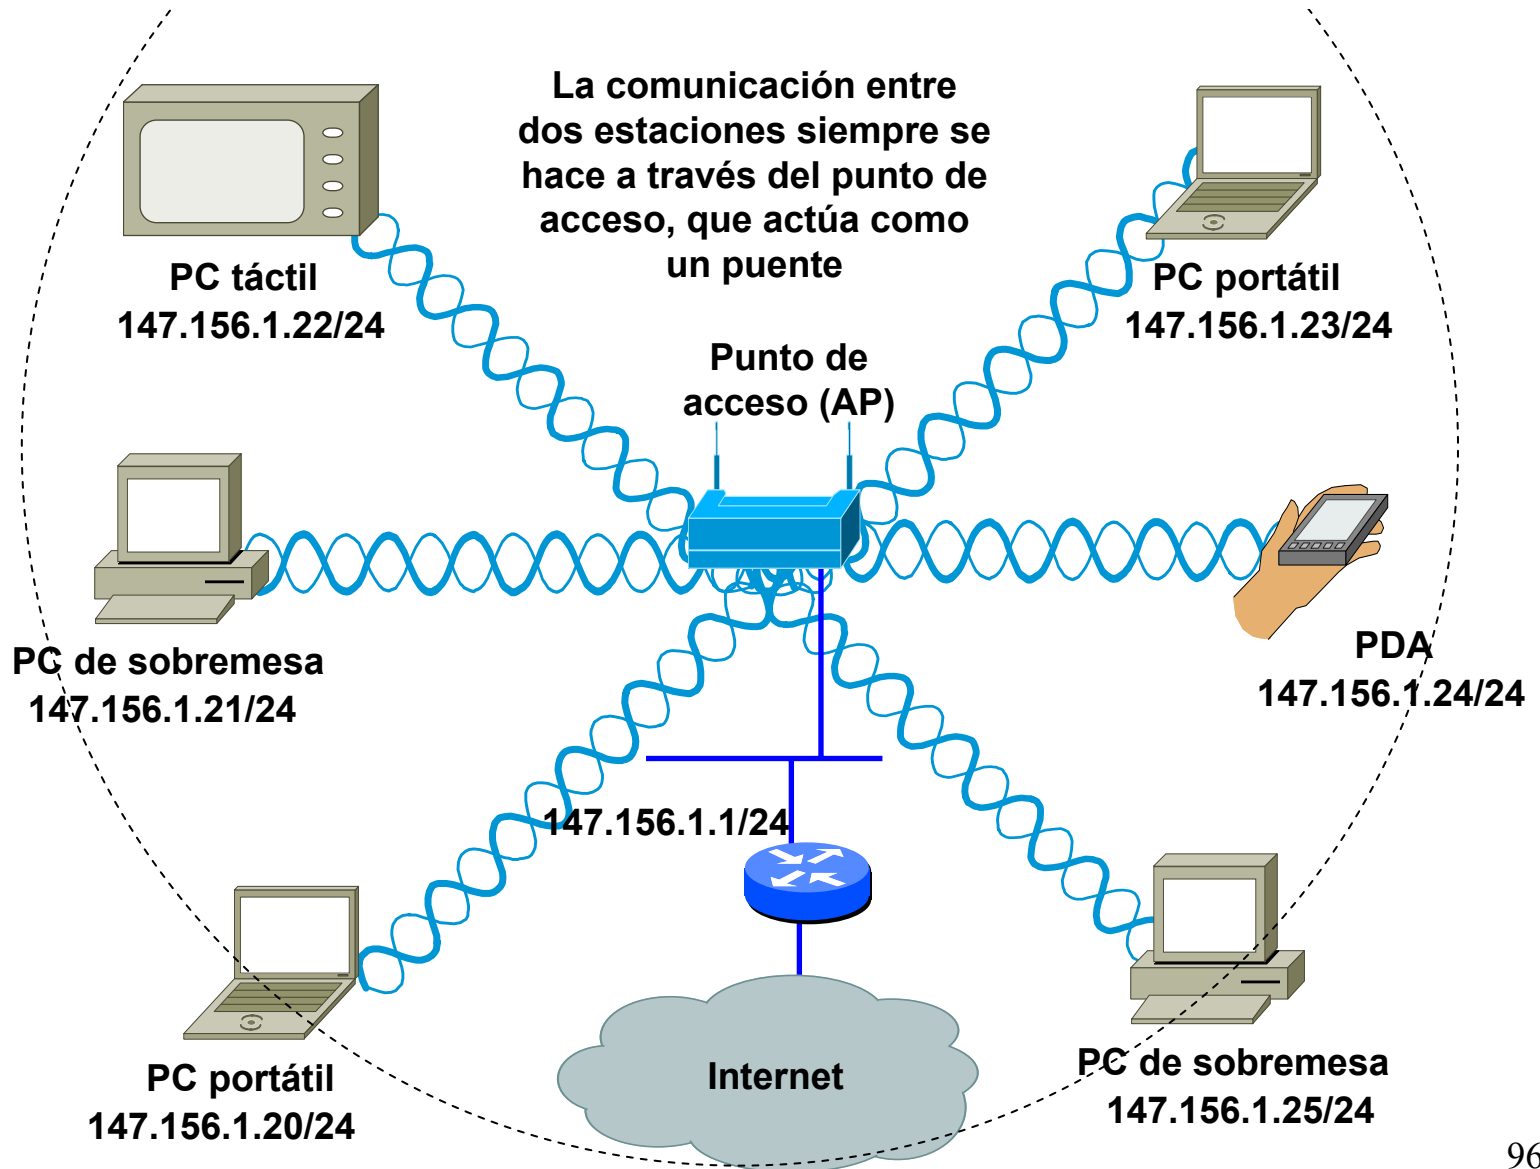 La comunicación entre
dos estaciones siempre se
hace a través del punto de
acceso, que actúa como
un puente
PC táctil
147.156.1.22/24
PC portátil
147.156.1.23/24
Punto de
acceso (AP)
PC de sobremesa
147.156.1.21/24
PDA
147.156.1.24/24
147.156.1.1/24
PC portátil
147.156.1.20/24
Internet
PC de sobremesa
147.156.1.25/24
96